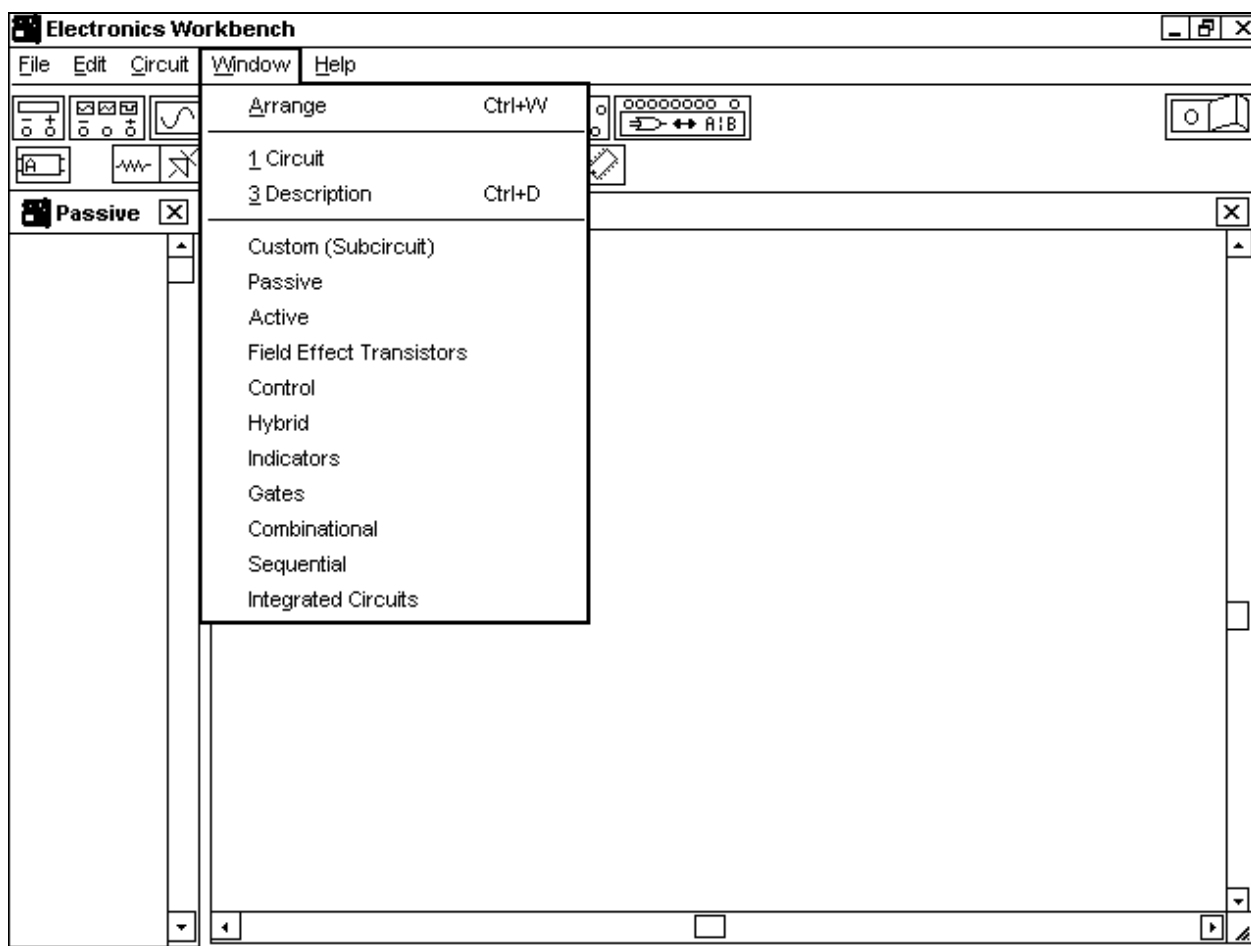 Electronics Workbench
File Edit Circuit Window Help
Arrange Ctrl+W
A|B
A
1 Circuit
3 Description Ctrl+D
Passive
Custom (Subcircuit)
Passive
Active
Field Effect Transistors
Control
Hybrid
Indicators
Gates
Combinational
Sequential
Integrated Circuits